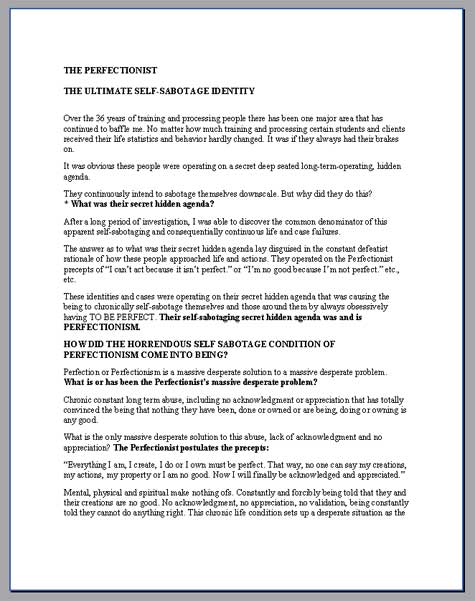 THE PERFECTIONIST
THE ULTIMATE SELF-SABOTAGE IDENTITY
Over the 36 years of training and processing people there has been one major area that has
continued to baffle me. No matter how much training and processing certain students and clients
received their life statistics and behavior hardly changed. It was if they always had their brakes
on.
It was obvious these people were operating on a secret deep seated long-term-operating, hidden
agenda.
They continuously intend to sabotage themselves downscale. But why did they do this?
* What was their secret hidden agenda?
After a long period of investigation, I was able to discover the common denominator of this
apparent self-sabotaging and consequentially continuous life and case failures.
The answer as to what was their secret hidden agenda lay disguised in the constant defeatist
rationale of how these people approached life and actions. They operated on the Perfectionist
precepts of “I can’t act because it isn’t perfect.” or “I’m no good because I’m not perfect.” etc.,
etc.
These identities and cases were operating on their secret hidden agenda that was causing the
being to chronically self-sabotage themselves and those around them by always obsessively
having TO BE PERFECT. Their self-sabotaging secret hidden agenda was and is
PERFECTIONISM.
HOW DID THE HORRENDOUS SELF SABOTAGE CONDITION OF
PERFECTIONISM COME INTO BEING?
Perfection or Perfectionism is a massive desperate solution to a massive desperate problem.
What is or has been the Perfectionist’s massive desperate problem?
Chronic constant long term abuse, including no acknowledgment or appreciation that has totally
convinced the being that nothing they have been, done or owned or are being, doing or owning is
any good.
What is the only massive desperate solution to this abuse, lack of acknowledgment and no
appreciation? The Perfectionist postulates the precepts:
“Everything I am, I create, I do or I own must be perfect. That way, no one can say my creations,
my actions, my property or I am no good. Now I will finally be acknowledged and appreciated.”
Mental, physical and spiritual make nothing ofs. Constantly and forcibly being told that they and
their creations are no good. No acknowledgment, no appreciation, no validation, being constantly
told they cannot do anything right. This chronic life condition sets up a desperate situation as the